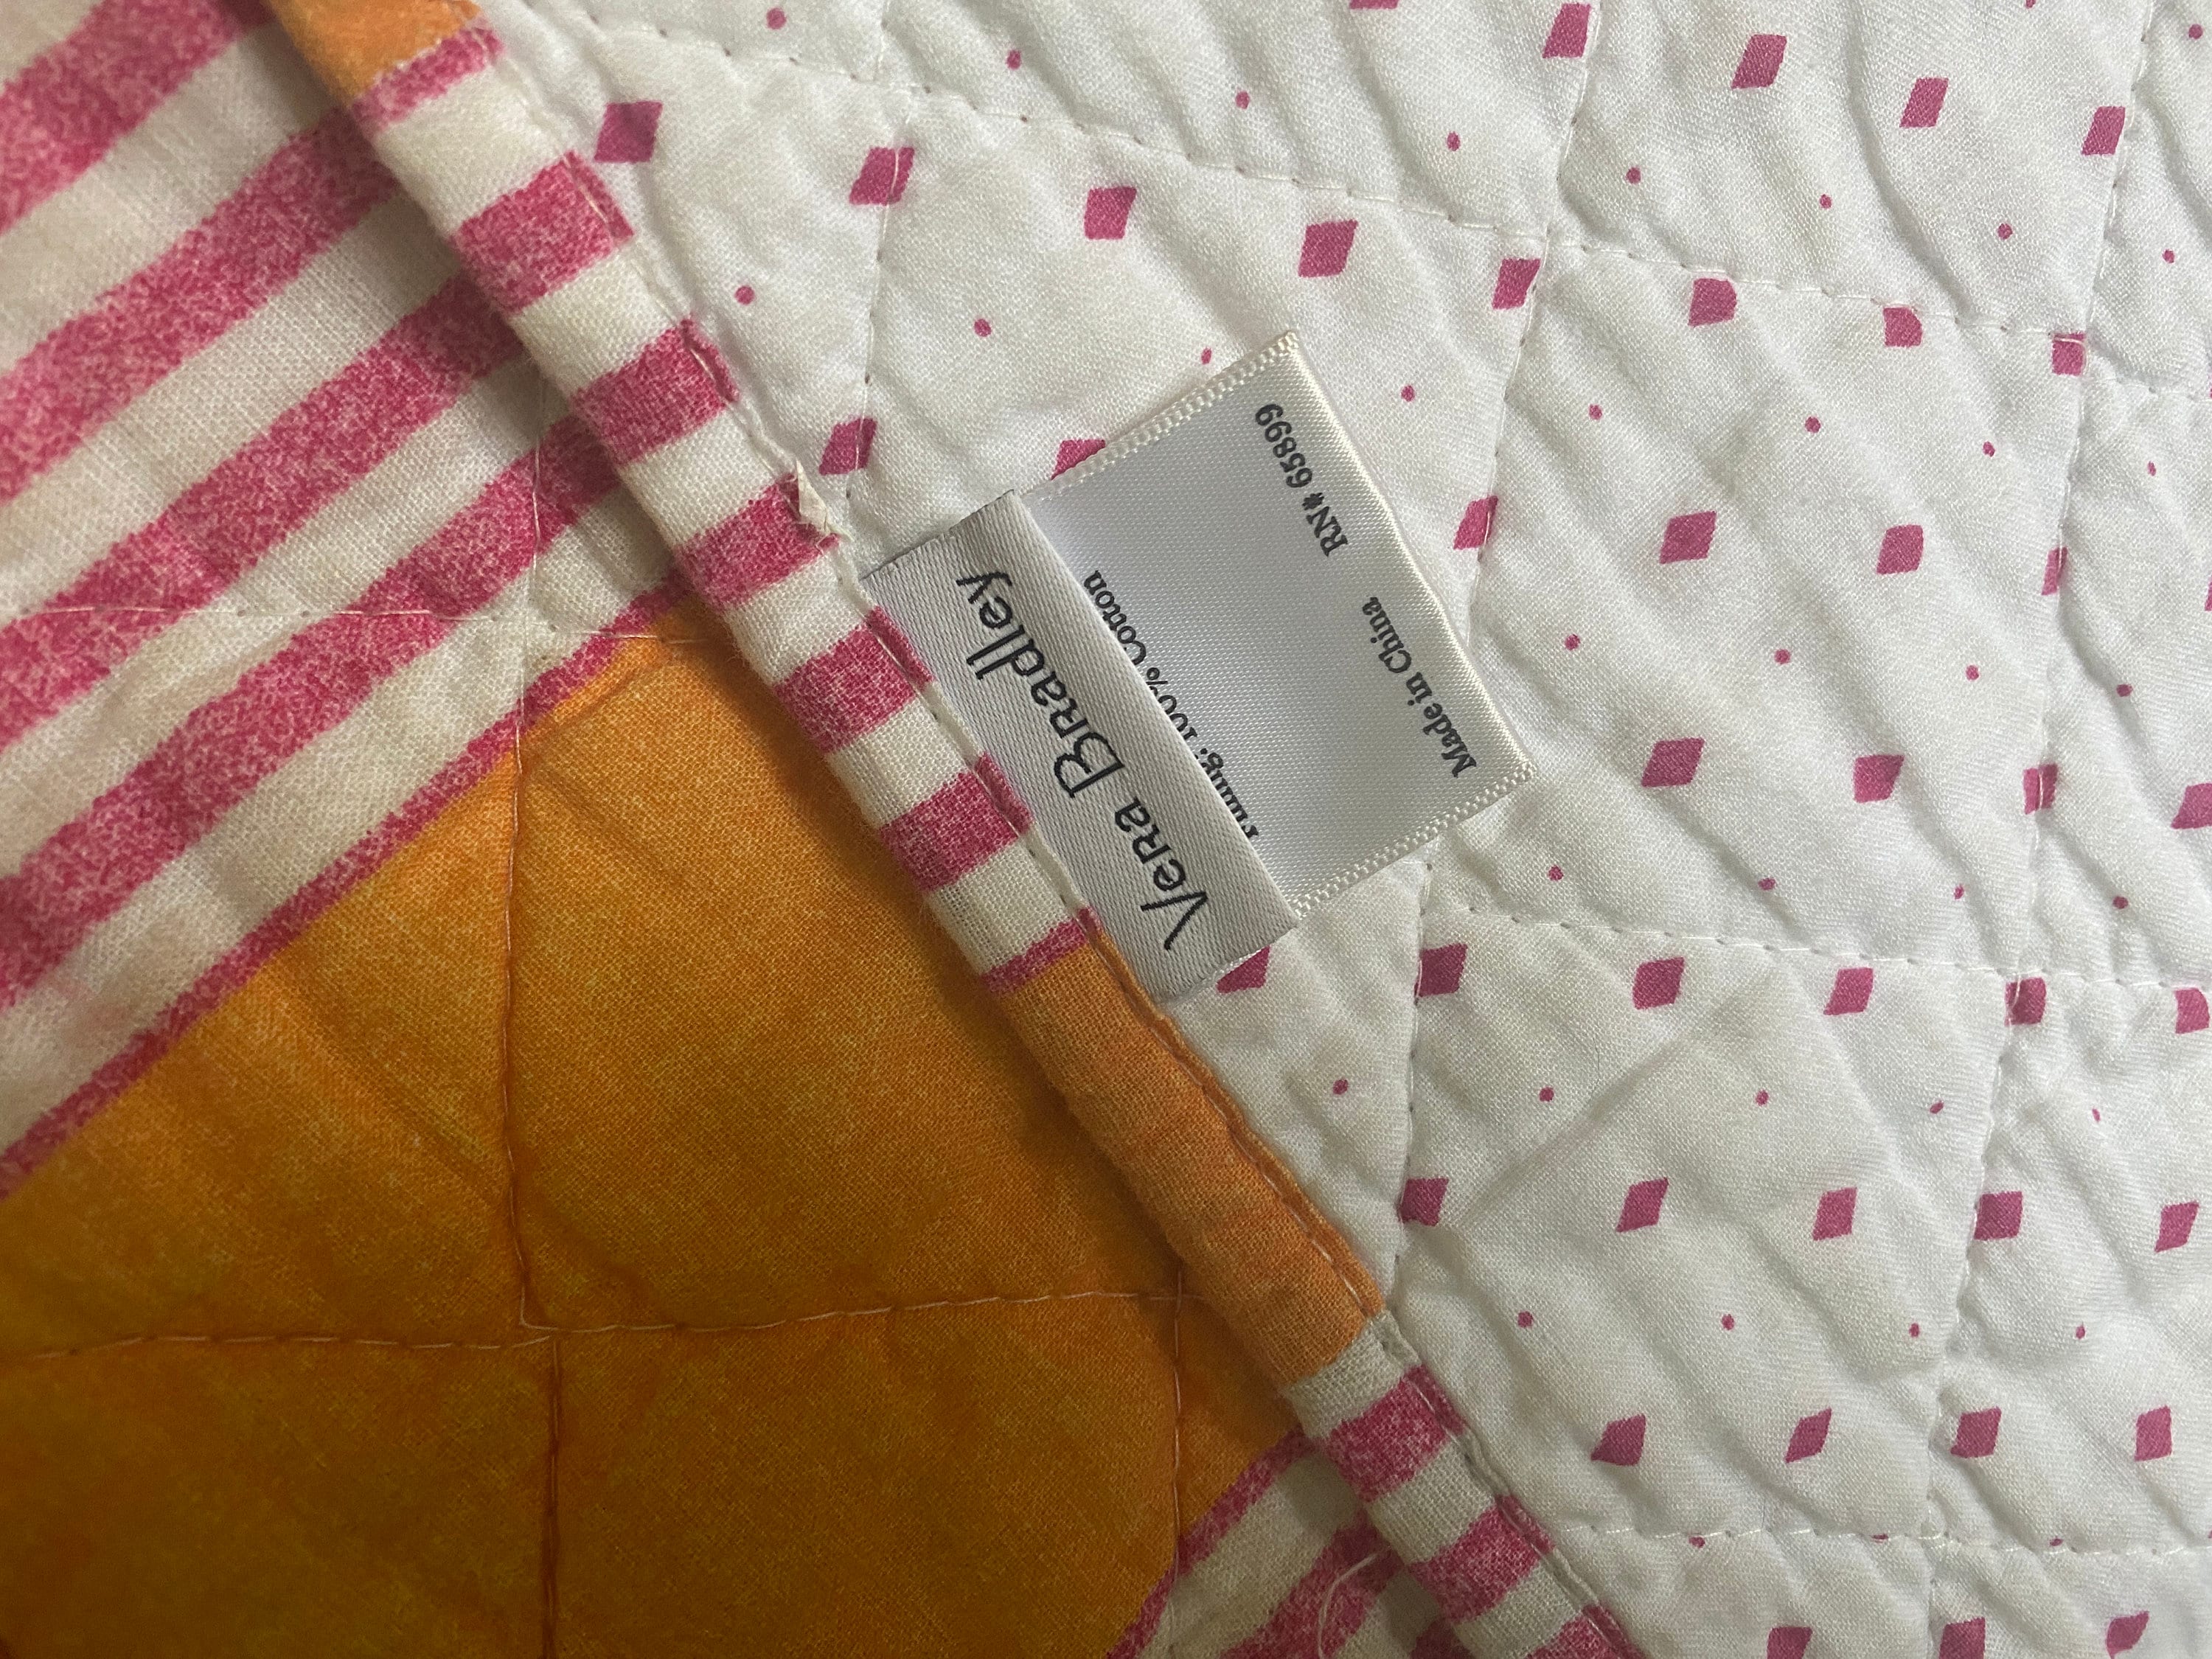 Vera Bradley
Filling: 100% Cotton
Made in China
RN# 65899